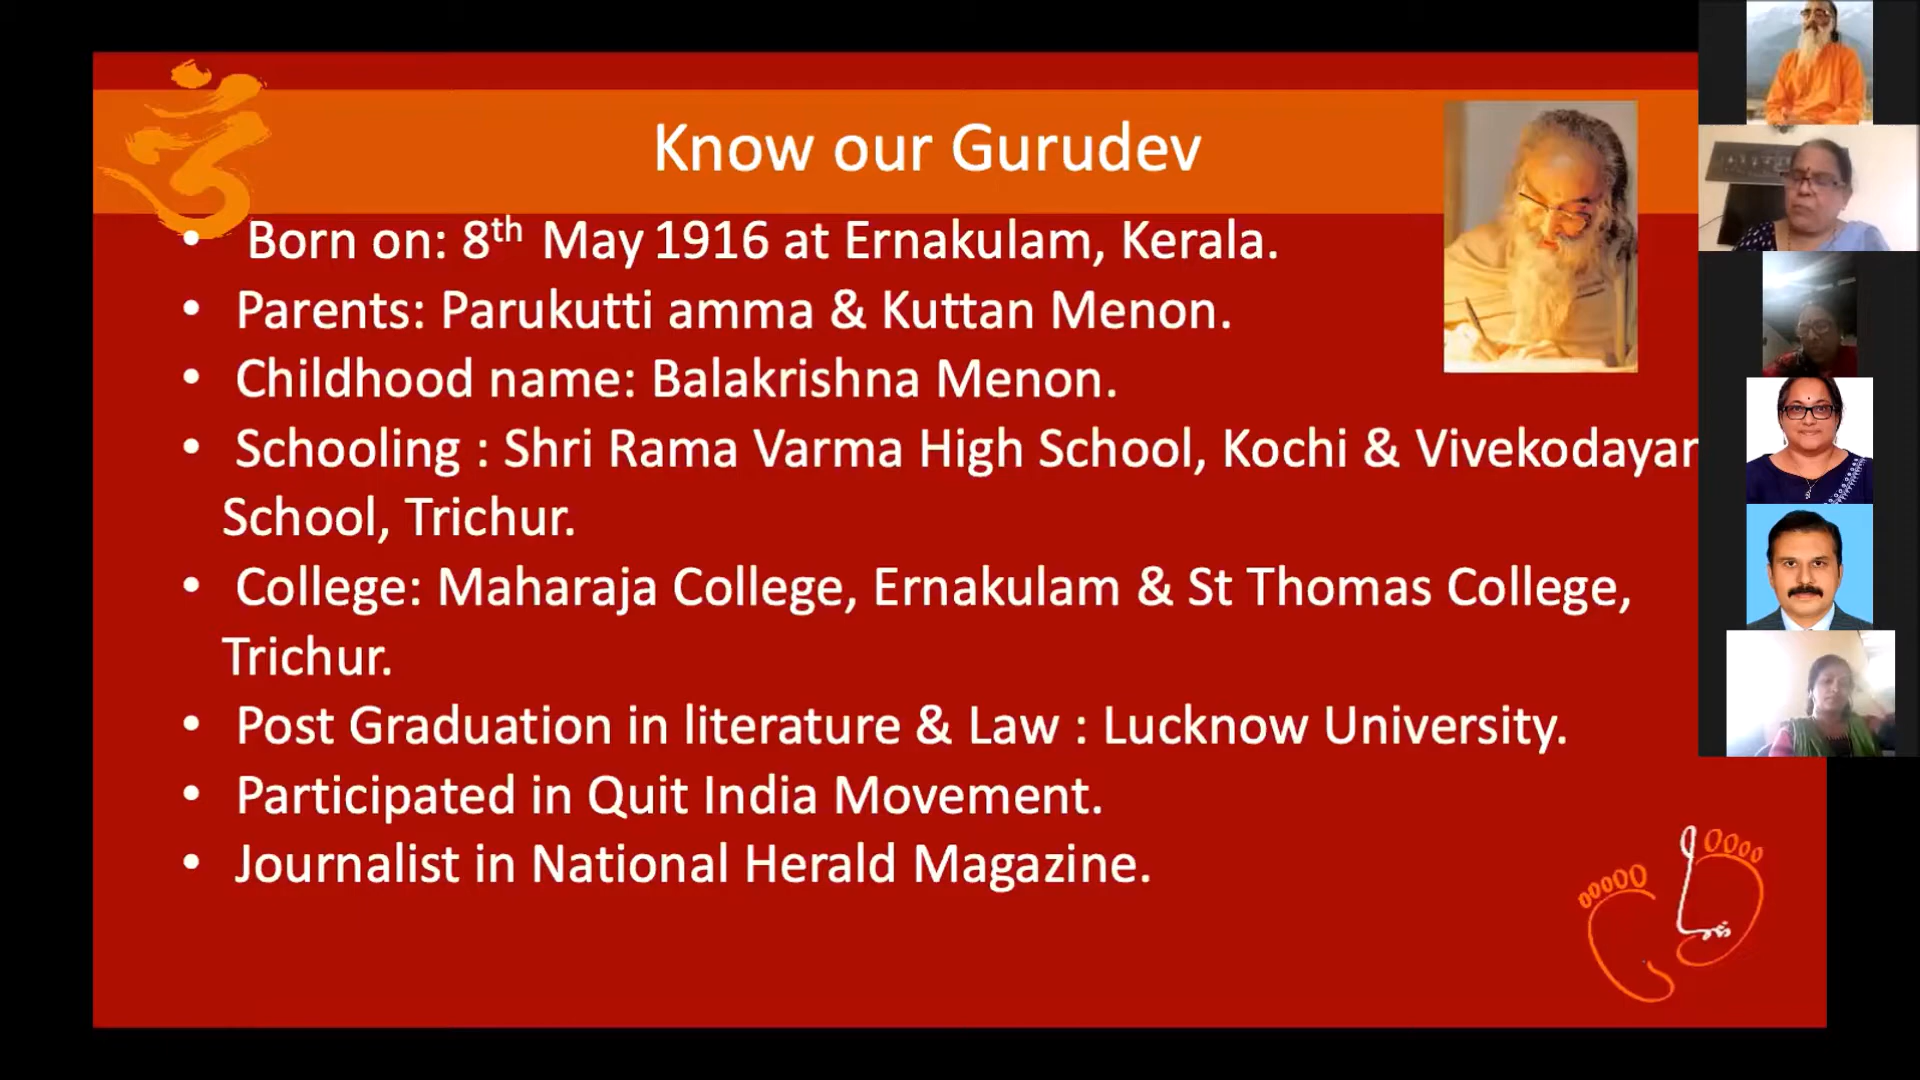 Know our Gurudev
• Born on: 8th May 1916 at Ernakulam, Kerala.
• Parents: Parukutti amma & Kuttan Menon.
• Childhood name: Balakrishna Menon.
• Schooling : Shri Rama Varma High School, Kochi & Vivekodayar
School, Trichur.
• College: Maharaja College, Ernakulam & St Thomas College,
Trichur.
• Post Graduation in literature & Law : Lucknow University.
• Participated in Quit India Movement.
• Journalist in National Herald Magazine.